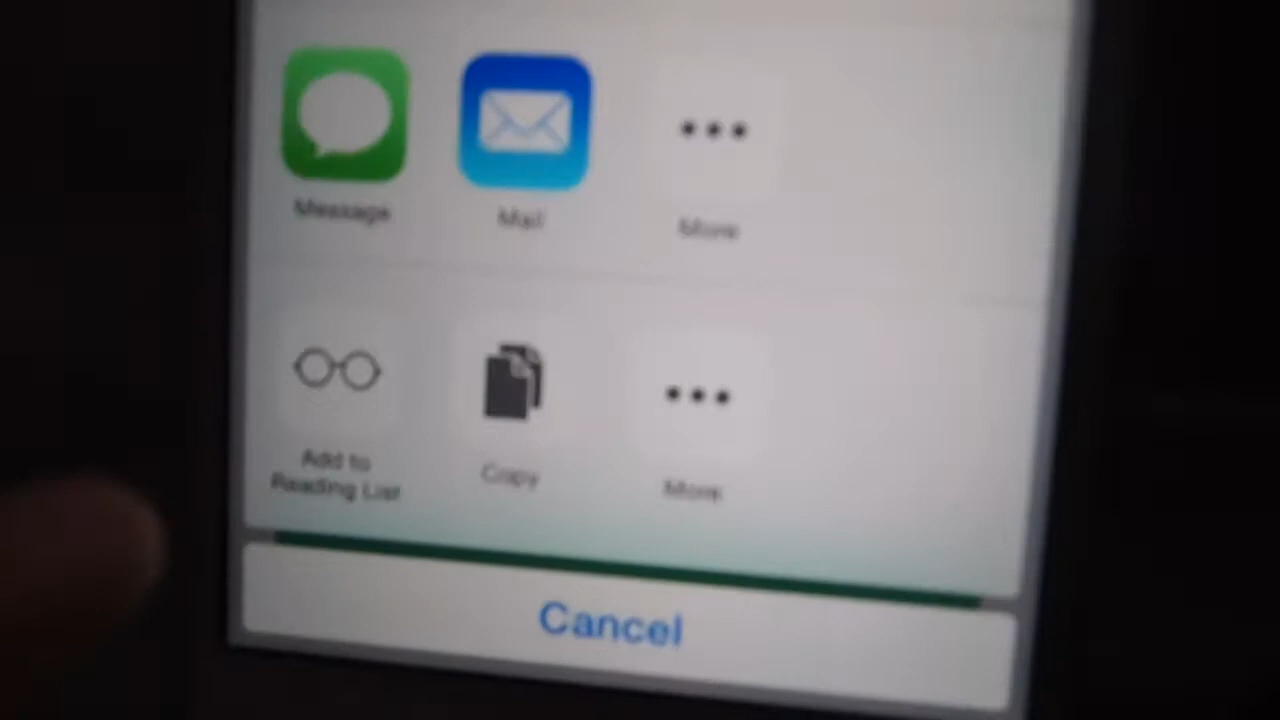 Message
Mail
More
Add to
Reading List
Copy
More
Cancel